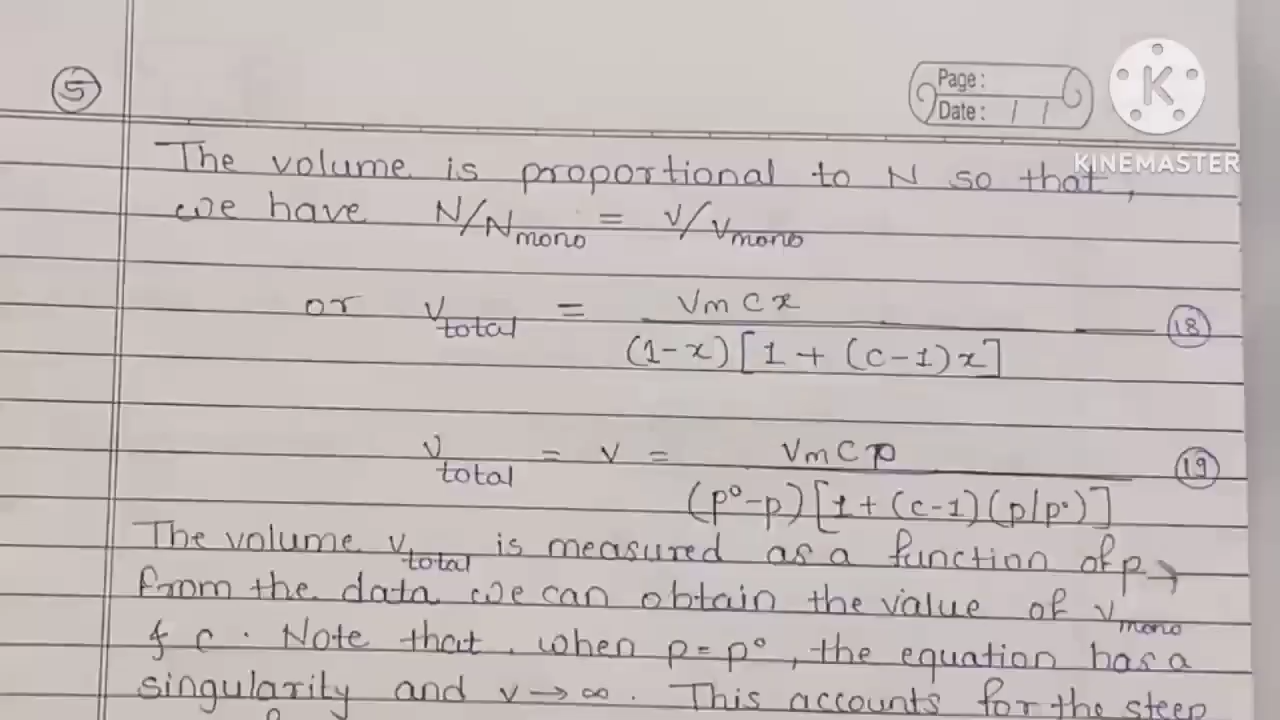 5
Page:
Date: / /
K
KINEMASTER
The volume is proportional to N so that,
we have N/Nmono = v/vmono
or vtotal = VmCx / (1-x)[1+(c-1)x] — 18
vtotal = v = VmCp / (p°-p)[1+(c-1)(p/p°)] 19
The volume vtotal is measured as a function of p,
from the data we can obtain the value of vmono
& c. Note that, when p=p°, the equation has a
singularity and v→∞. This accounts for the steep